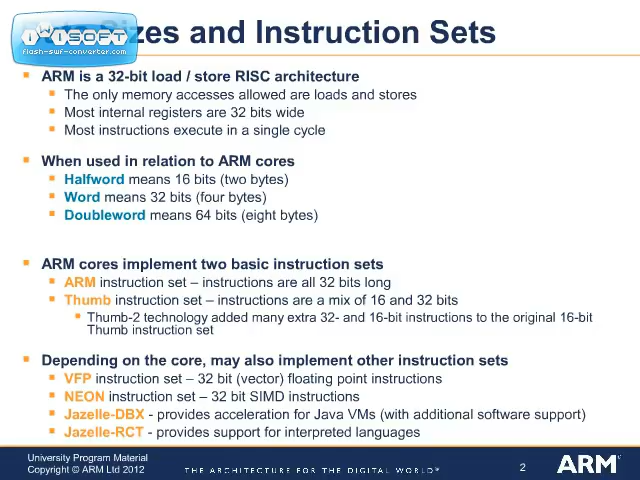 iWiSOFT
flash-swf-converter.com
Sizes and Instruction Sets
ARM is a 32-bit load / store RISC architecture
The only memory accesses allowed are loads and stores
Most internal registers are 32 bits wide
Most instructions execute in a single cycle
When used in relation to ARM cores
Halfword means 16 bits (two bytes)
Word means 32 bits (four bytes)
Doubleword means 64 bits (eight bytes)
ARM cores implement two basic instruction sets
ARM instruction set – instructions are all 32 bits long
Thumb instruction set – instructions are a mix of 16 and 32 bits
Thumb-2 technology added many extra 32- and 16-bit instructions to the original 16-bit
Thumb instruction set
Depending on the core, may also implement other instruction sets
VFP instruction set – 32 bit (vector) floating point instructions
NEON instruction set – 32 bit SIMD instructions
Jazelle-DBX - provides acceleration for Java VMs (with additional software support)
Jazelle-RCT - provides support for interpreted languages
University Program Material
Copyright © ARM Ltd 2012
THE ARCHITECTURE FOR THE DIGITAL WORLD®
2
ARM